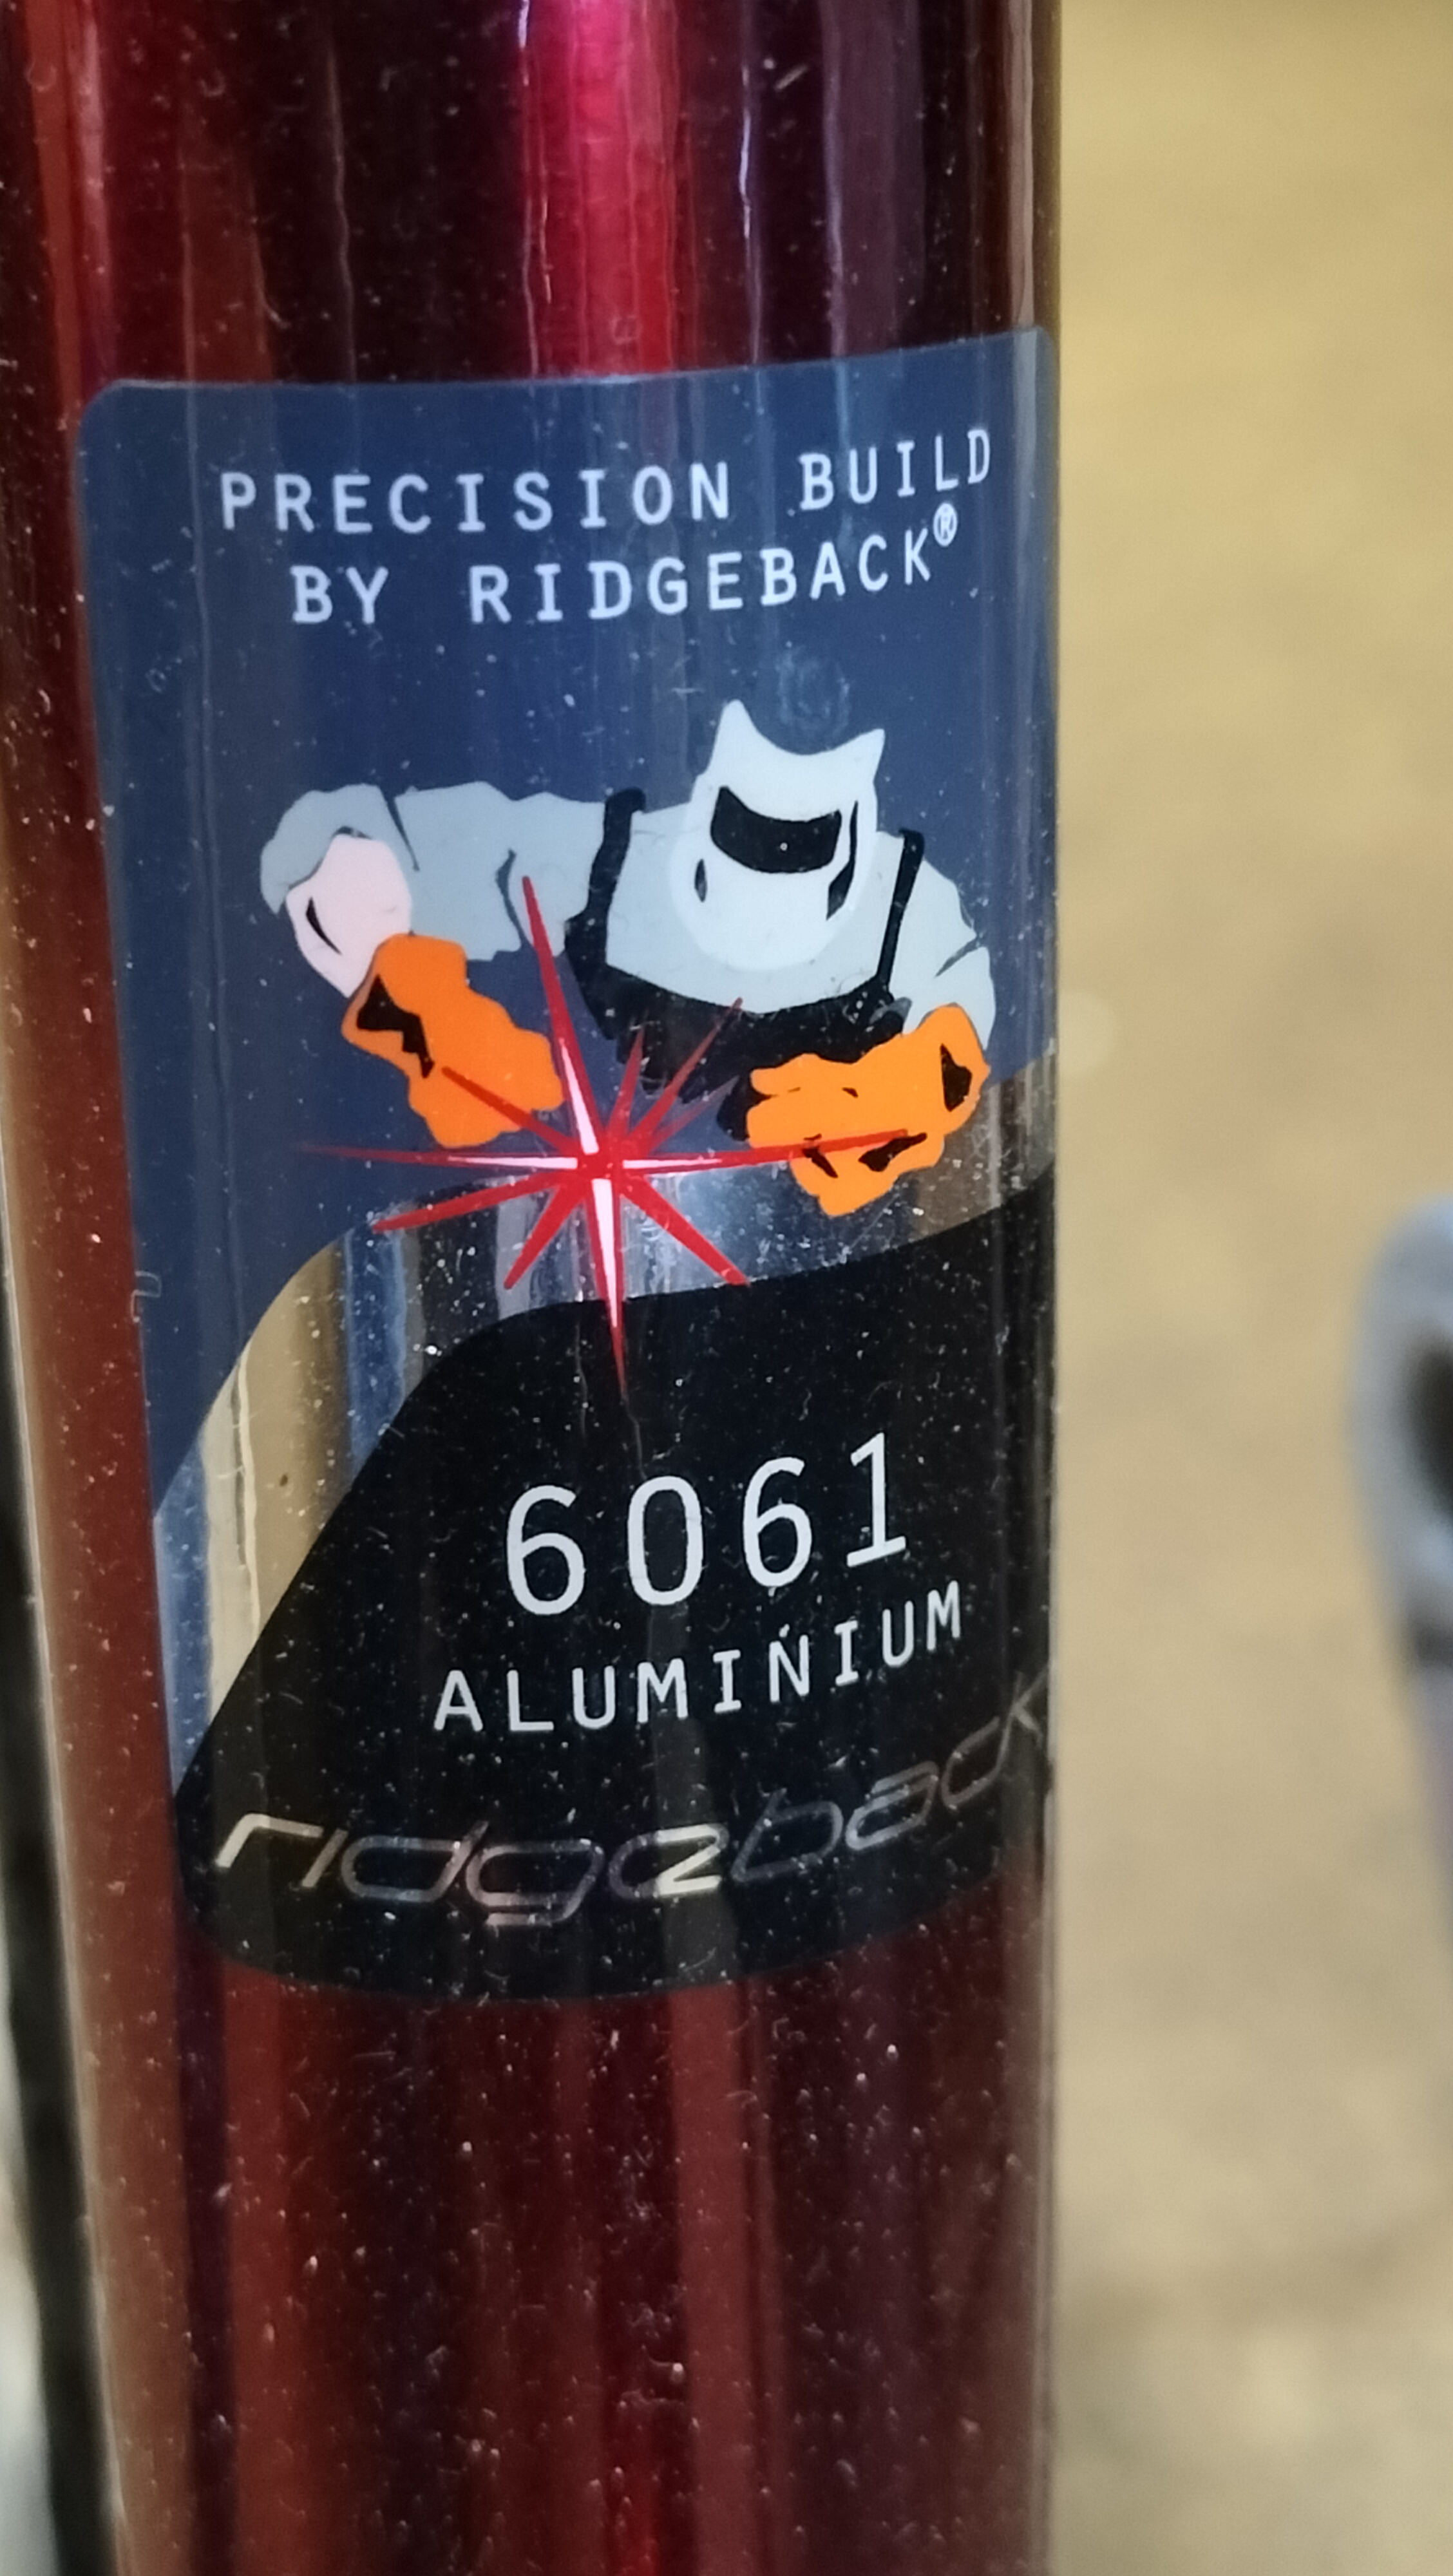 PRECISION BUILD
BY RIDGEBACK®
6061
ALUMINIUM
ridgeback